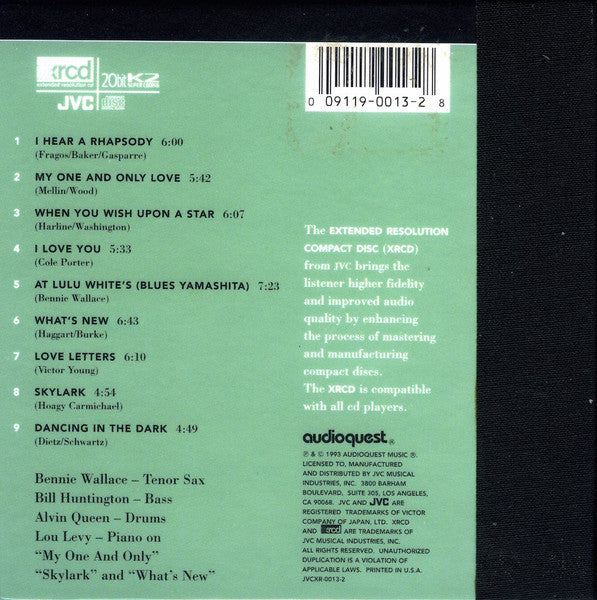 xrcd
extended resolution cd
20bit K2
SUPER CODING
JVC
0 09119-0013-2 8
1 I HEAR A RHAPSODY 6:00
(Fragos/Baker/Gasparre)
2 MY ONE AND ONLY LOVE 5:42
(Mellin/Wood)
3 WHEN YOU WISH UPON A STAR 6:07
(Harline/Washington)
4 I LOVE YOU 5:33
(Cole Porter)
5 AT LULU WHITE'S (BLUES YAMASHITA) 7:23
(Bennie Wallace)
6 WHAT'S NEW 6:43
(Haggart/Burke)
7 LOVE LETTERS 6:10
(Victor Young)
8 SKYLARK 4:54
(Hoagy Carmichael)
9 DANCING IN THE DARK 4:49
(Dietz/Schwartz)
Bennie Wallace – Tenor Sax
Bill Huntington – Bass
Alvin Queen – Drums
Lou Levy – Piano on
"My One And Only"
"Skylark" and "What's New"
The EXTENDED RESOLUTION
COMPACT DISC (XRCD)
from JVC brings the
listener higher fidelity
and improved audio
quality by enhancing
the process of mastering
and manufacturing
compact discs.
The XRCD is compatible
with all cd players.
audioquest®
℗ & © 1993 AUDIOQUEST MUSIC ®.
LICENSED TO, MANUFACTURED
AND DISTRIBUTED BY JVC MUSICAL
INDUSTRIES, INC. 3800 BARHAM
BOULEVARD. SUITE 305, LOS ANGELES,
CA 90068. JVC AND JVC ARE
REGISTERED TRADEMARKS OF VICTOR
COMPANY OF JAPAN, LTD. XRCD
AND xrcd ARE TRADEMARKS OF
JVC MUSICAL INDUSTRIES, INC.
ALL RIGHTS RESERVED. UNAUTHORIZED
DUPLICATION IS A VIOLATION OF
APPLICABLE LAWS. PRINTED IN U.S.A.
JVCXR-0013-2